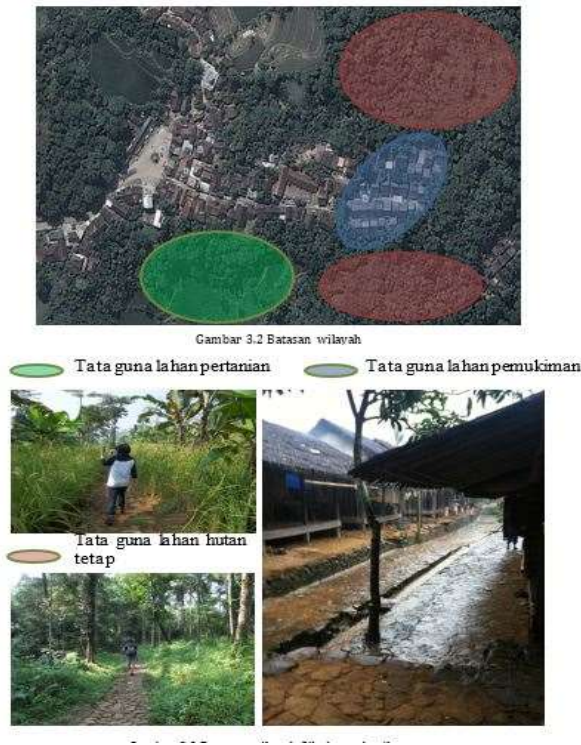 Gambar 3.2 Batasan wilayah
Tata guna lahan pertanian
Tata guna lahan pemukiman
Tata guna lahan hutan
tetap